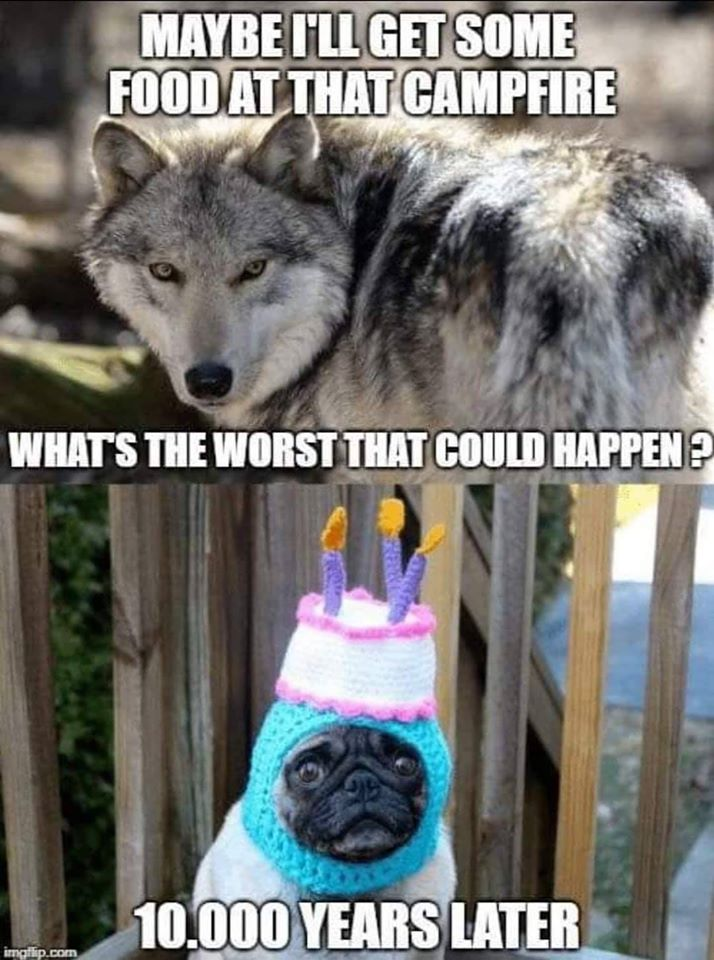 MAYBE I'LL GET SOME
FOOD AT THAT CAMPFIRE
WHAT'S THE WORST THAT COULD HAPPEN ?
10.000 YEARS LATER
imgflip.com